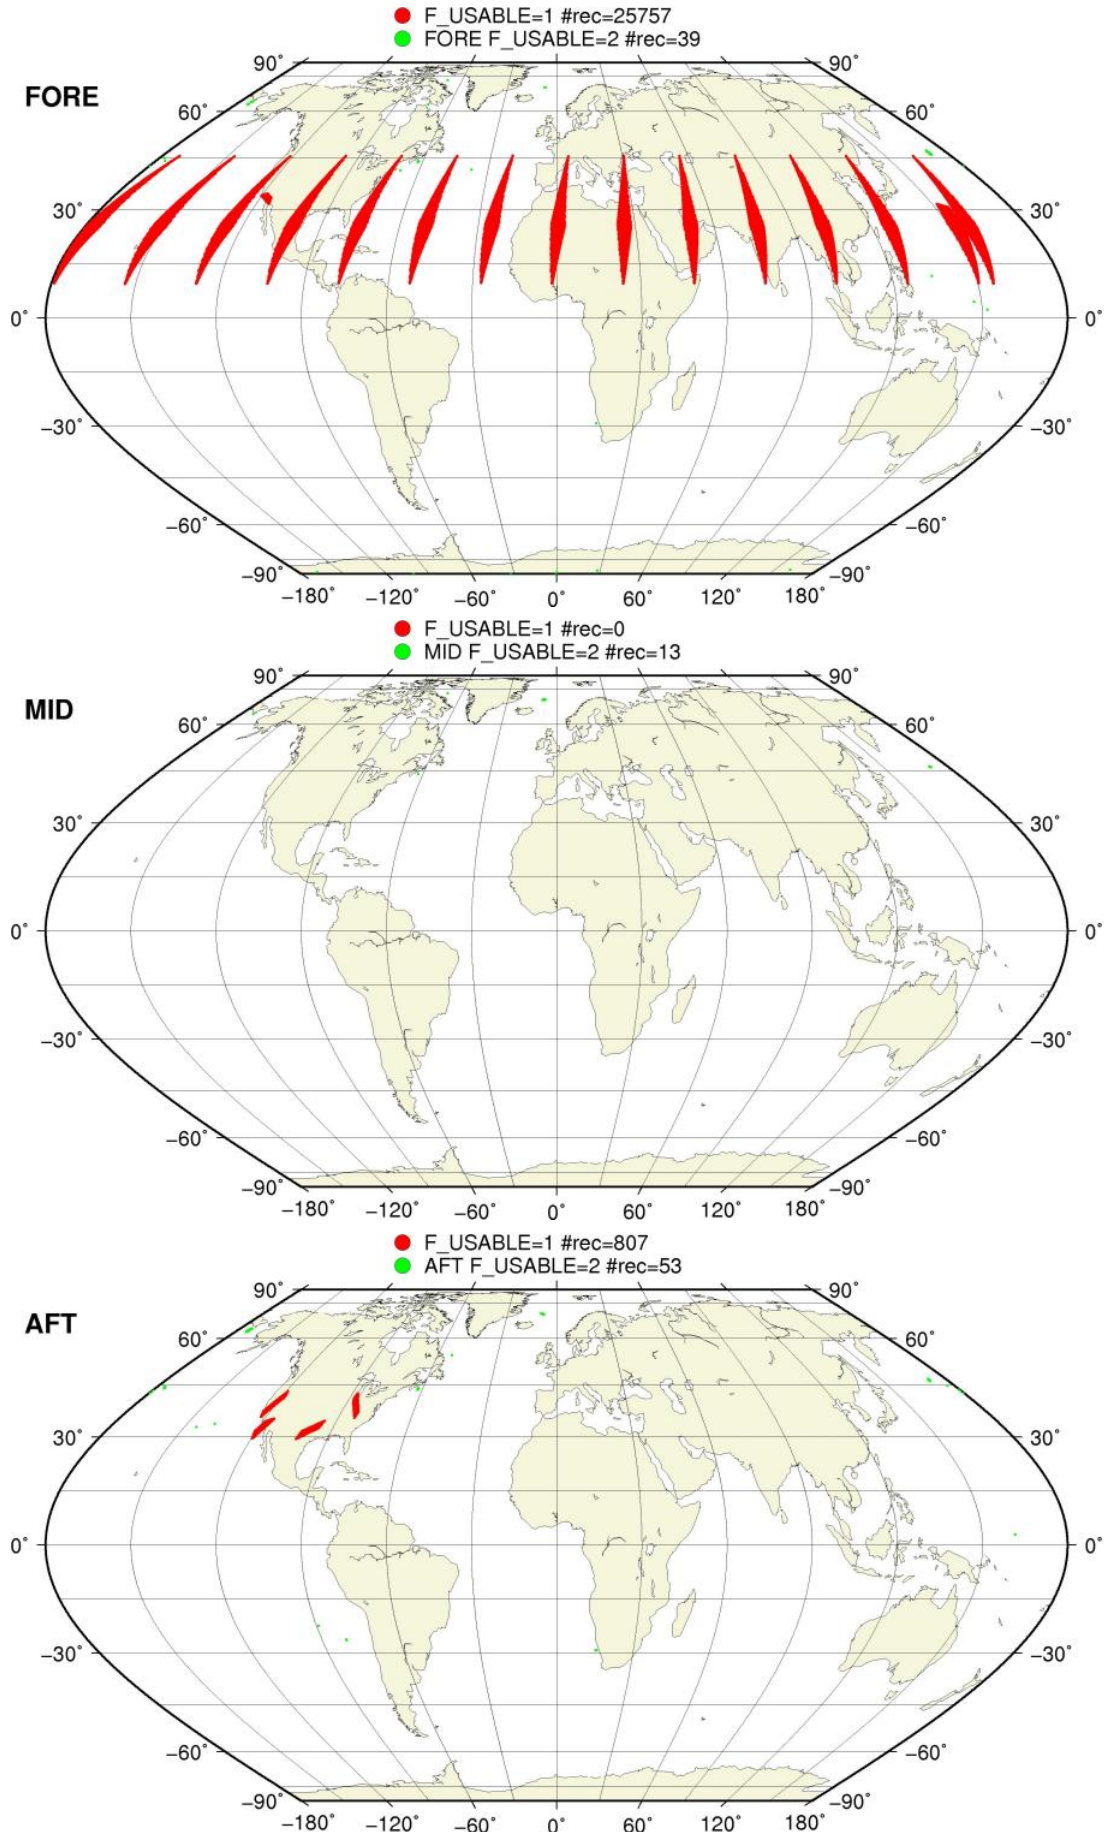 F_USABLE=1 #rec=25757
FORE F_USABLE=2 #rec=39
FORE
90° 90°
60° 60°
30° 30°
0° 0°
−30° −30°
−60° −60°
−90° −90°
−180° −120° −60° 0° 60° 120° 180°
F_USABLE=1 #rec=0
MID F_USABLE=2 #rec=13
MID
90° 90°
60° 60°
30° 30°
0° 0°
−30° −30°
−60° −60°
−90° −90°
−180° −120° −60° 0° 60° 120° 180°
F_USABLE=1 #rec=807
AFT F_USABLE=2 #rec=53
AFT
90° 90°
60° 60°
30° 30°
0° 0°
−30° −30°
−60° −60°
−90° −90°
−180° −120° −60° 0° 60° 120° 180°